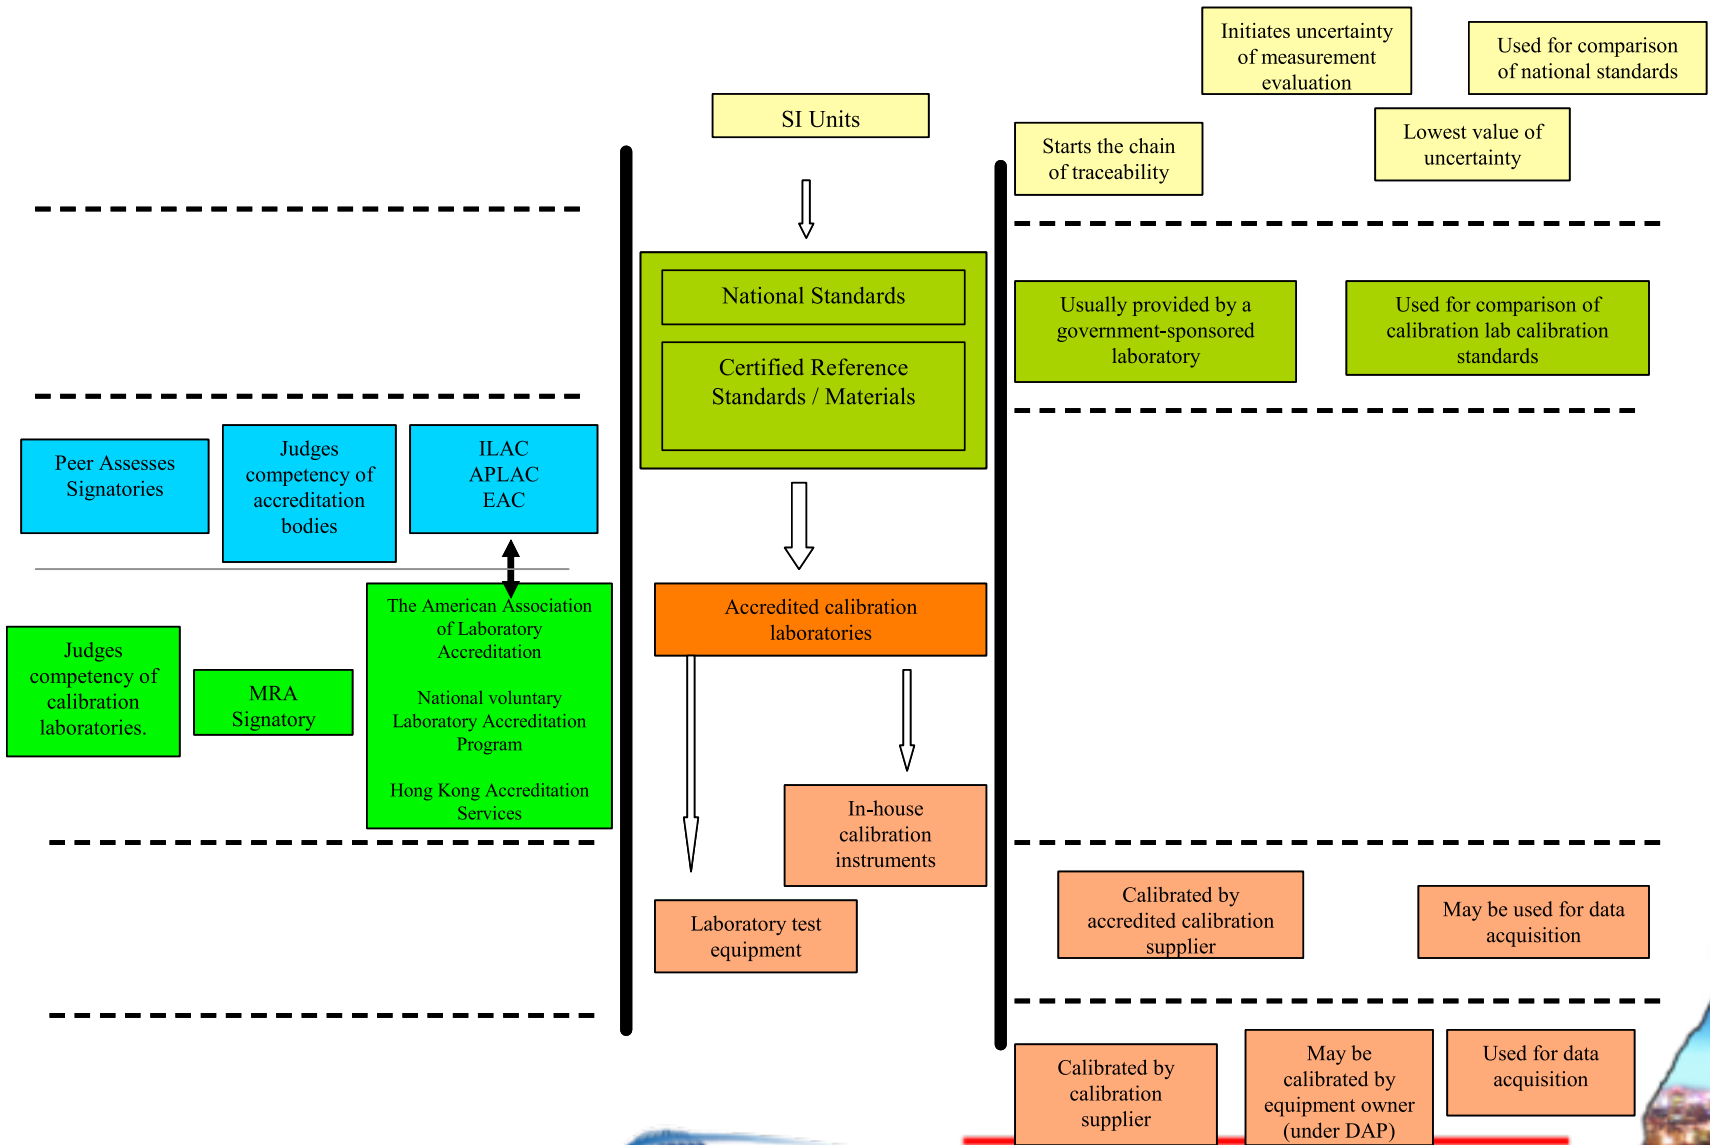 Initiates uncertainty
of measurement
evaluation
Used for comparison
of national standards
SI Units
Starts the chain
of traceability
Lowest value of
uncertainty
National Standards
Certified Reference
Standards / Materials
Usually provided by a
government-sponsored
laboratory
Used for comparison of
calibration lab calibration
standards
Peer Assesses
Signatories
Judges
competency of
accreditation
bodies
ILAC
APLAC
EAC
The American Association
of Laboratory
Accreditation
National voluntary
Laboratory Accreditation
Program
Hong Kong Accreditation
Services
Judges
competency of
calibration
laboratories.
MRA
Signatory
Accredited calibration
laboratories
In-house
calibration
instruments
Laboratory test
equipment
Calibrated by
accredited calibration
supplier
May be used for data
acquisition
Calibrated by
calibration
supplier
May be
calibrated by
equipment owner
(under DAP)
Used for data
acquisition